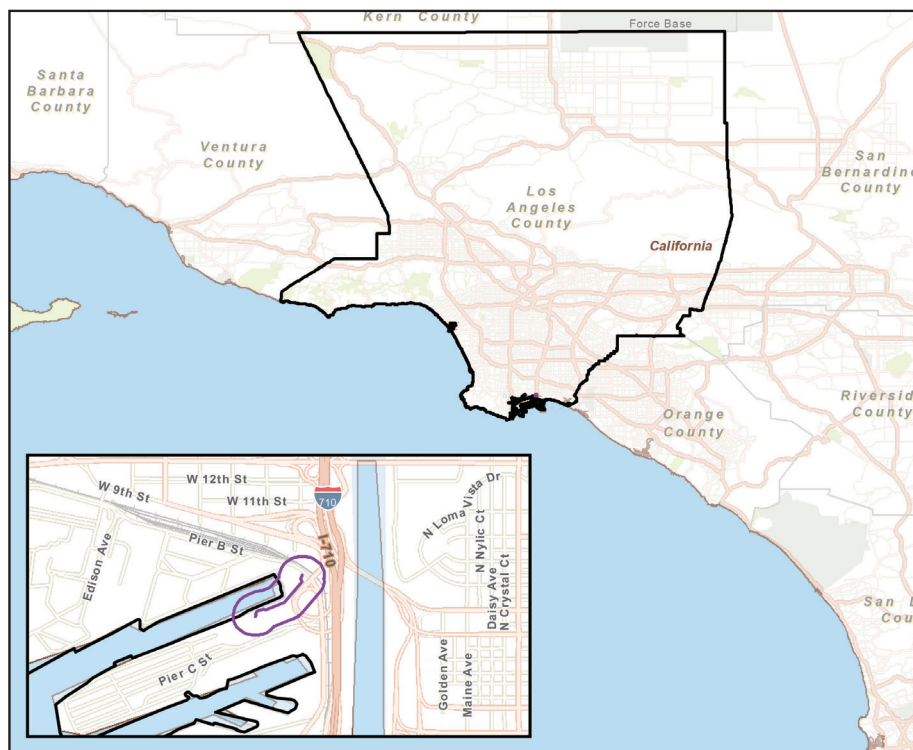 Kern County
Force Base
Santa
Barbara
County
Ventura
County
Los
Angeles
County
San
Bernardino
County
California
Riversid
County
Orange
County
San D
Cou
W 12th St
W 9th St
W 11th St
710
I-710
N Loma Vista Dr
Pier B St
Edison Ave
N Nylic Ct
Daisy Ave
N Crystal Ct
Pier C St
Golden Ave
Maine Ave